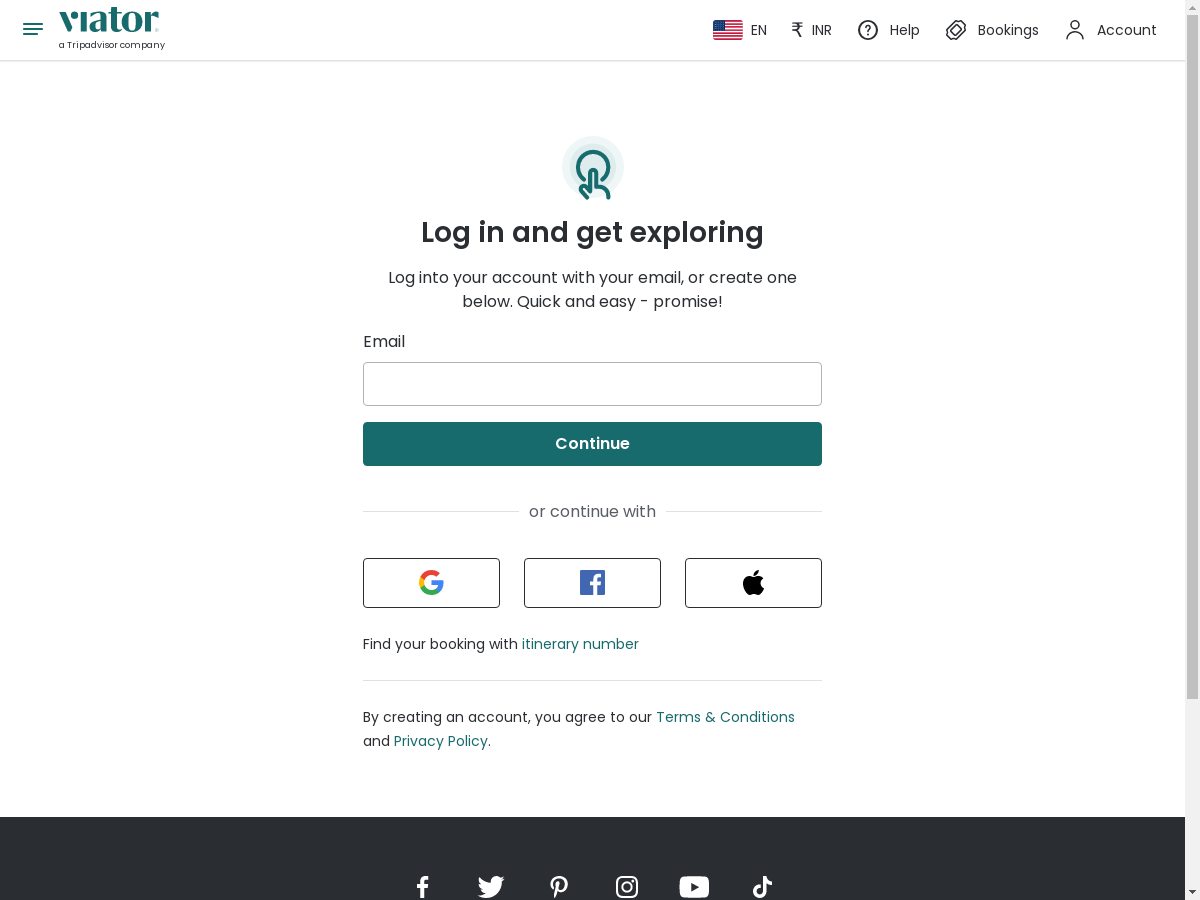 viator
a Tripadvisor company
EN
₹ INR
Help
Bookings
Account
Log in and get exploring
Log into your account with your email, or create one
below. Quick and easy - promise!
Email
Continue
or continue with
Find your booking with itinerary number
By creating an account, you agree to our Terms & Conditions
and Privacy Policy.